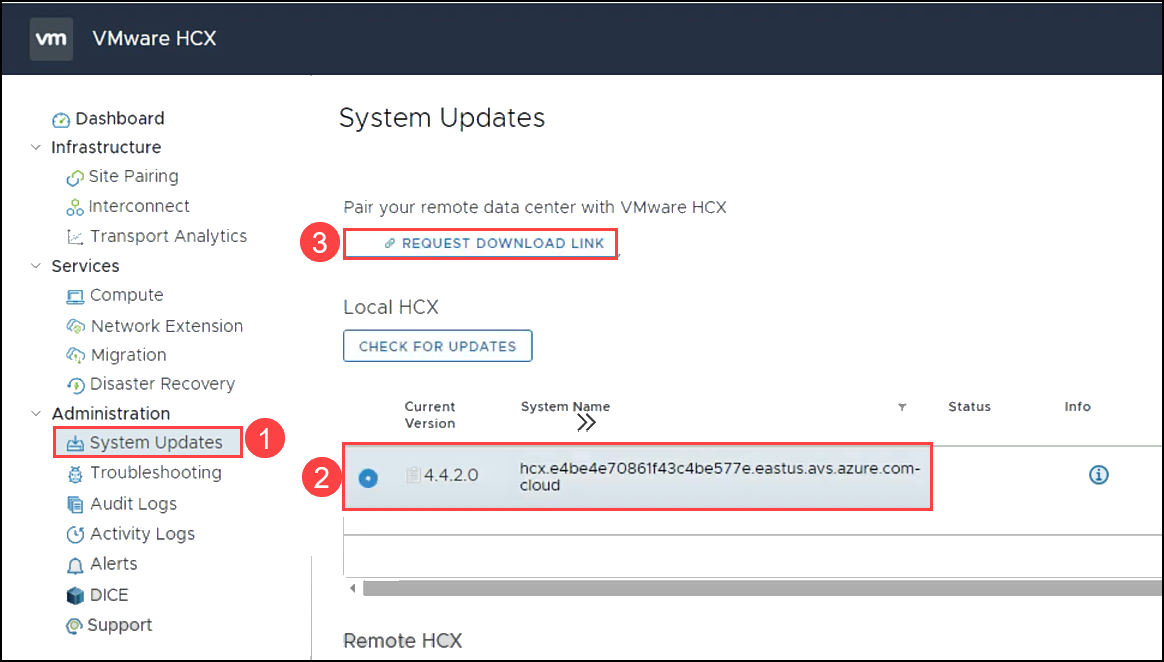 vm VMware HCX
Dashboard
Infrastructure
Site Pairing
Interconnect
Transport Analytics
Services
Compute
Network Extension
Migration
Disaster Recovery
Administration
System Updates 1
Troubleshooting
Audit Logs
Activity Logs
Alerts
DICE
Support
System Updates
Pair your remote data center with VMware HCX
3 REQUEST DOWNLOAD LINK
Local HCX
CHECK FOR UPDATES
Current Version System Name Status Info
2 4.4.2.0 hcx.e4be4e70861f43c4be577e.eastus.avs.azure.com-
cloud
Remote HCX